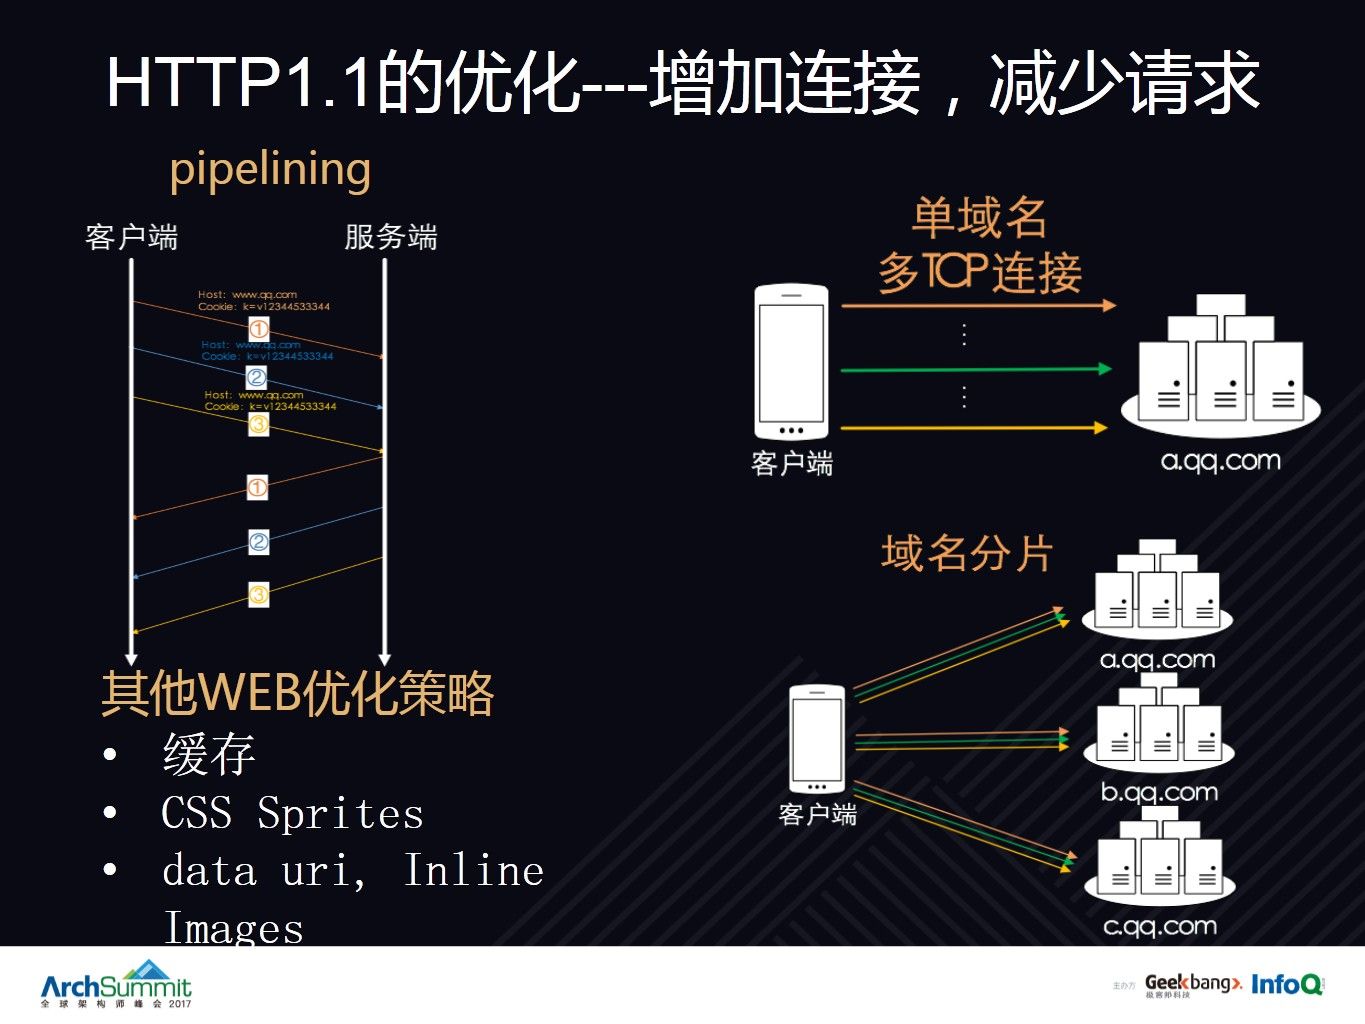 HTTP1.1的优化---增加连接，减少请求
pipelining
客户端
服务端
Host: www.qq.com
Cookie: k=v12344533344
①
Host: www.qq.com
Cookie: k=v12344533344
②
Host: www.qq.com
Cookie: k=v12344533344
③
①
②
③
其他WEB优化策略
• 缓存
• CSS Sprites
• data uri, Inline
Images
单域名
多TCP连接
客户端
a.qq.com
域名分片
客户端
a.qq.com
b.qq.com
c.qq.com
ArchSummit
全球架构师峰会 2017
主办方
Geekbang>.
极客邦科技
InfoQ